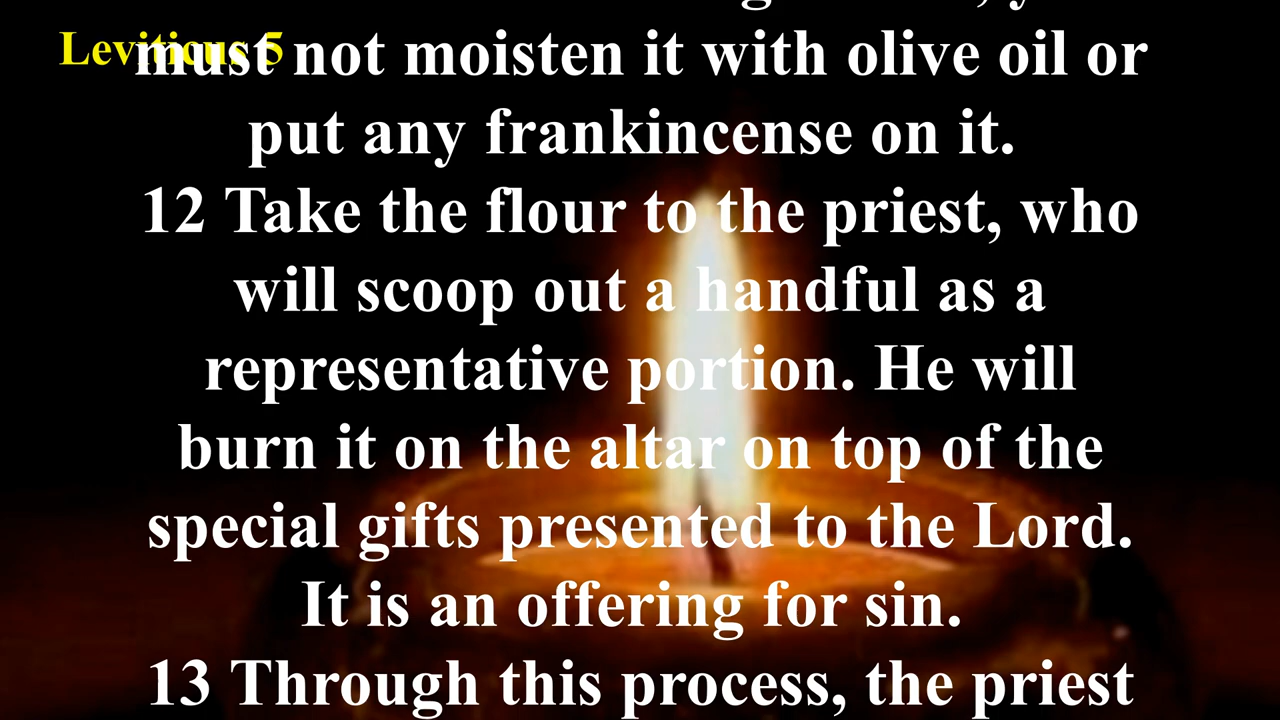 Leviticus 5
must not moisten it with olive oil or
put any frankincense on it.
12 Take the flour to the priest, who
will scoop out a handful as a
representative portion. He will
burn it on the altar on top of the
special gifts presented to the Lord.
It is an offering for sin.
13 Through this process, the priest